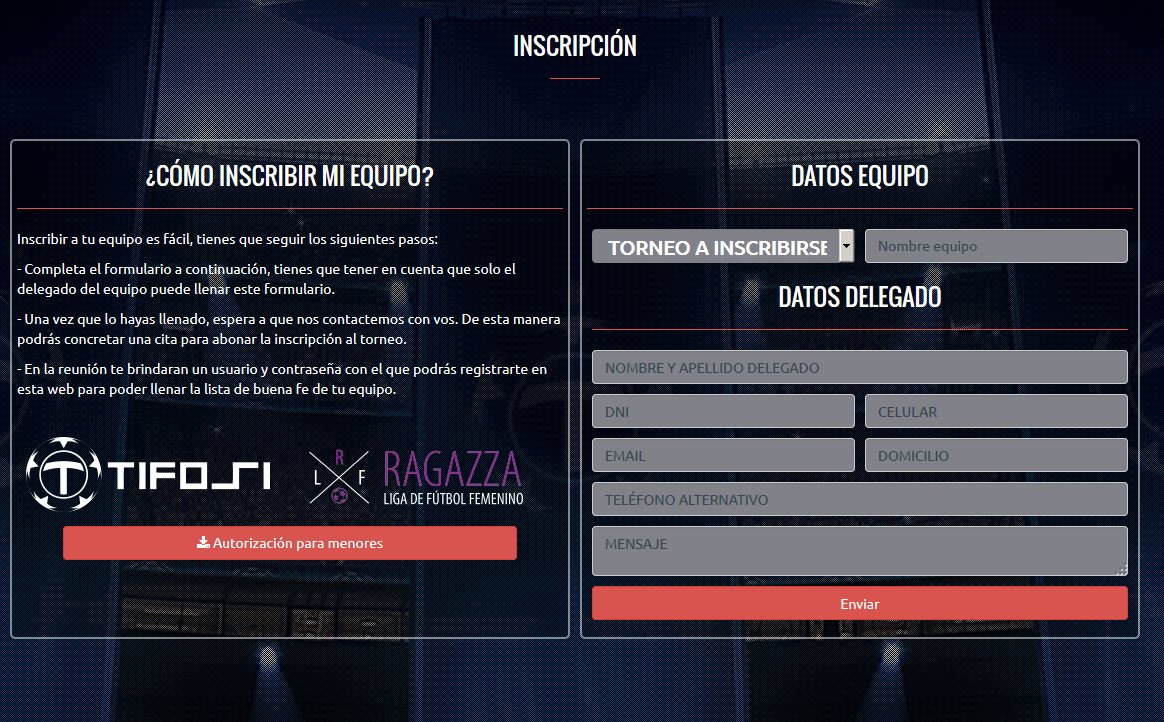 INSCRIPCIÓN
¿CÓMO INSCRIBIR MI EQUIPO?
Inscribir a tu equipo es fácil, tienes que seguir los siguientes pasos:
- Completa el formulario a continuación, tienes que tener en cuenta que solo el
delegado del equipo puede llenar este formulario.
- Una vez que lo hayas llenado, espera a que nos contactemos con vos. De esta manera
podrás concretar una cita para abonar la inscripción al torneo.
- En la reunión te brindaran un usuario y contraseña con el que podrás registrarte en
esta web para poder llenar la lista de buena fe de tu equipo.
T TIFOSI
L R F
RAGAZZA
LIGA DE FÚTBOL FEMENINO
Autorización para menores
DATOS EQUIPO
TORNEO A INSCRIBIRSE
Nombre equipo
DATOS DELEGADO
NOMBRE Y APELLIDO DELEGADO
DNI
CELULAR
EMAIL
DOMICILIO
TELÉFONO ALTERNATIVO
MENSAJE
Enviar